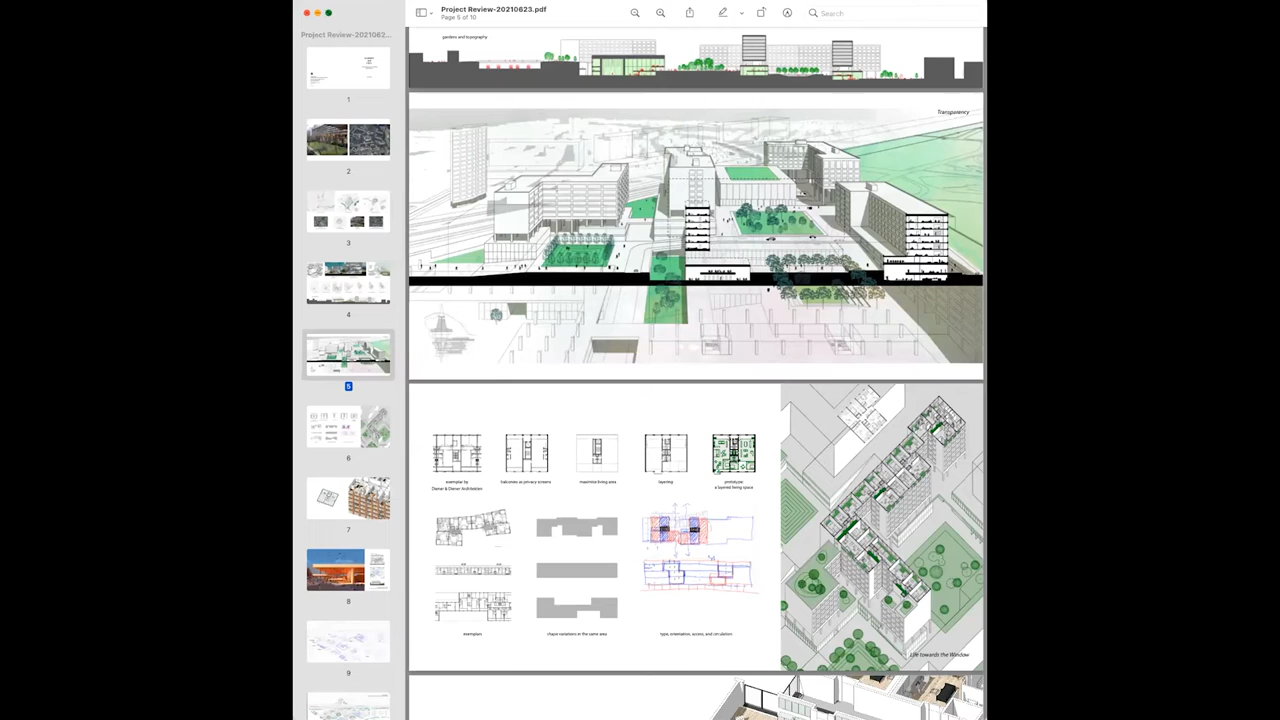 Project Review-20210623.pdf
Page 5 of 10
Search
Project Review-2021062...
1
2
3
4
5
6
7
8
9
gardens and topography
Transparency
exemplar by
Diener & Diener Architekten
balconies as privacy screens
maximise living area
layering
prototype:
a layered living space
exemplars
shape variations in the same area
type, orientation, access, and circulation
Life towards the Window